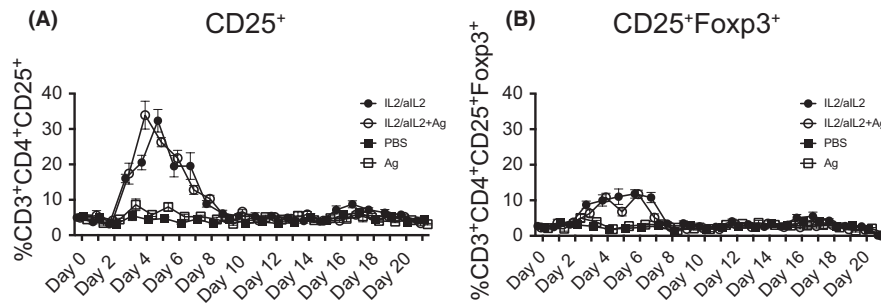 (A)
CD25⁺
%CD3⁺CD4⁺CD25⁺
40
30
20
10
0
IL2/aIL2
IL2/aIL2+Ag
PBS
Ag
Day 0
Day 2
Day 4
Day 6
Day 8
Day 10
Day 12
Day 14
Day 16
Day 18
Day 20
(B)
CD25⁺Foxp3⁺
%CD3⁺CD4⁺CD25⁺Foxp3⁺
40
30
20
10
0
IL2/aIL2
IL2/aIL2+Ag
PBS
Ag
Day 0
Day 2
Day 4
Day 6
Day 8
Day 10
Day 12
Day 14
Day 16
Day 18
Day 20